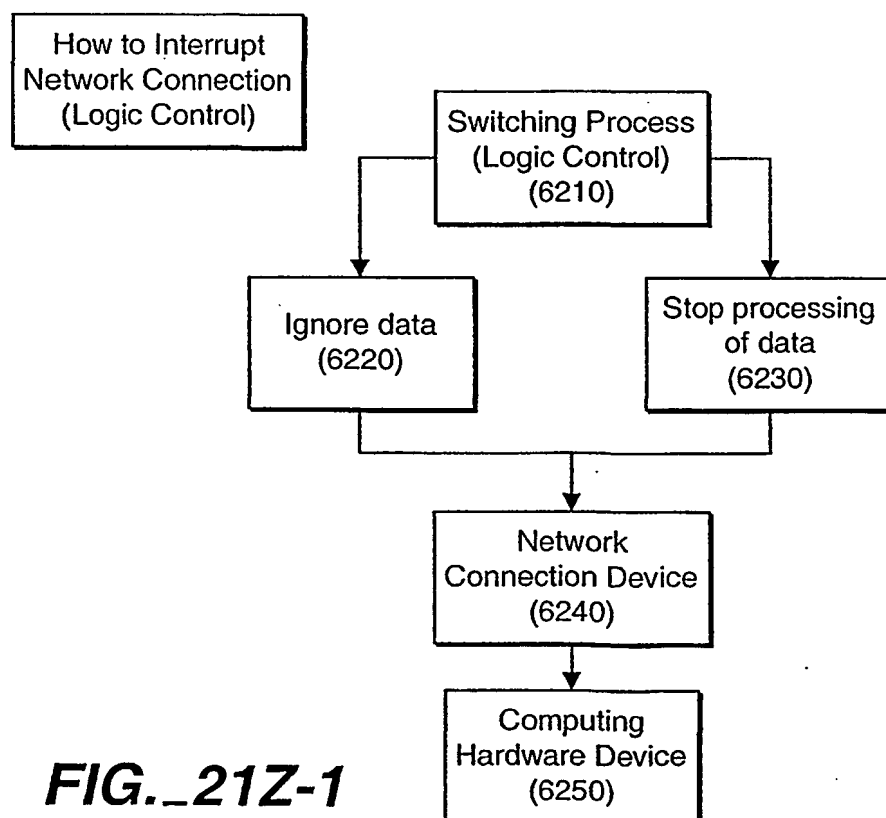 How to Interrupt
Network Connection
(Logic Control)
Switching Process
(Logic Control)
(6210)
Ignore data
(6220)
Stop processing
of data
(6230)
Network
Connection Device
(6240)
Computing
Hardware Device
(6250)
FIG._21Z-1